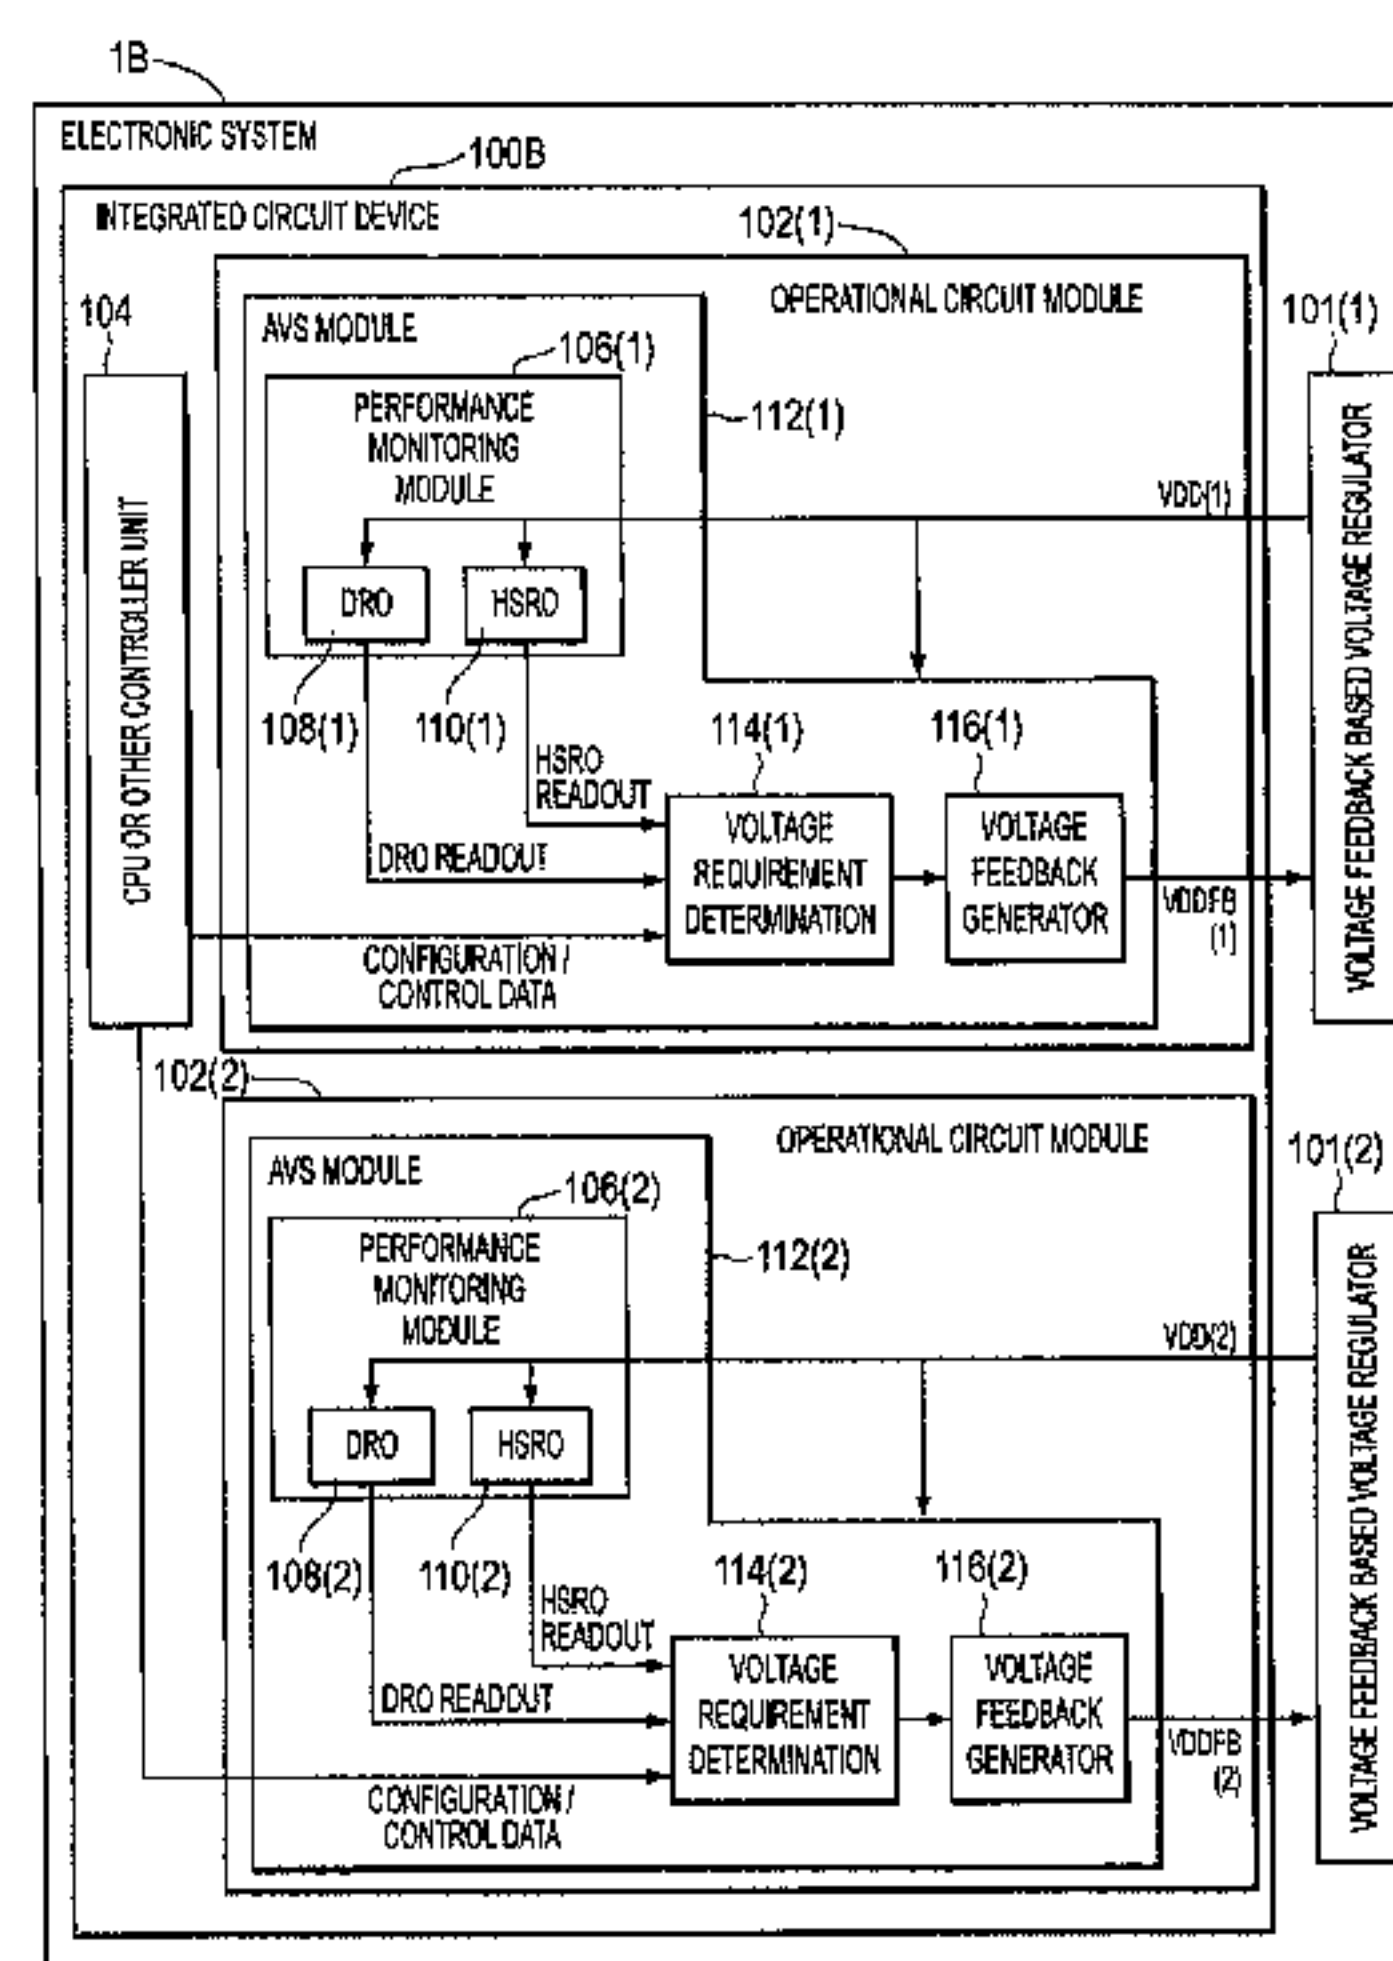 1B
ELECTRONIC SYSTEM
100B
INTEGRATED CIRCUIT DEVICE
102(1)
104
OPERATIONAL CIRCUIT MODULE
101(1)
AVS MODULE
106(1)
PERFORMANCE
MONITORING
MODULE
112(1)
VDD(1)
DRO
HSRO
CPU OR OTHER CONTROLLER UNIT
VOLTAGE FEEDBACK BASED VOLTAGE REGULATOR
108(1)
110(1)
114(1)
116(1)
HSRO
READOUT
DRO READOUT
VOLTAGE
REQUIREMENT
DETERMINATION
VOLTAGE
FEEDBACK
GENERATOR
VDDFB
(1)
CONFIGURATION /
CONTROL DATA
102(2)
OPERATIONAL CIRCUIT MODULE
101(2)
AVS MODULE
106(2)
PERFORMANCE
MONITORING
MODULE
112(2)
VDD(2)
DRO
HSRO
VOLTAGE FEEDBACK BASED VOLTAGE REGULATOR
108(2)
110(2)
114(2)
116(2)
HSRO
READOUT
DRO READOUT
VOLTAGE
REQUIREMENT
DETERMINATION
VOLTAGE
FEEDBACK
GENERATOR
VDDFB
(2)
CONFIGURATION /
CONTROL DATA